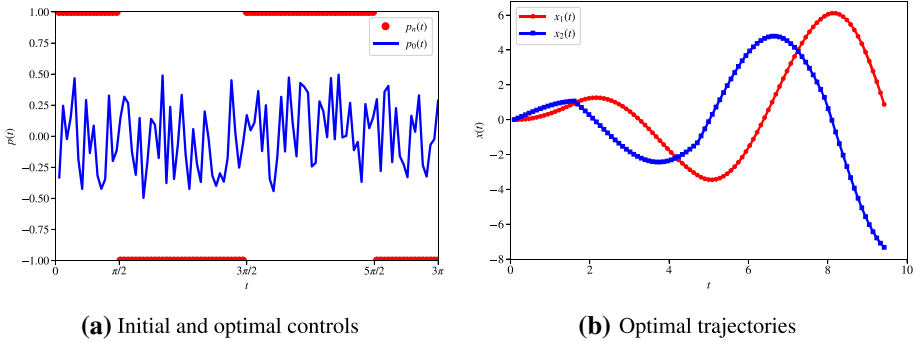 1.00
0.75
0.50
0.25
0.00
−0.25
−0.50
−0.75
−1.00
p(t)
pₙ(t)
p₀(t)
0
π/2
3π/2
5π/2
3π
t
(a) Initial and optimal controls
6
4
2
0
−2
−4
−6
−8
x(t)
x₁(t)
x₂(t)
0
2
4
6
8
10
t
(b) Optimal trajectories